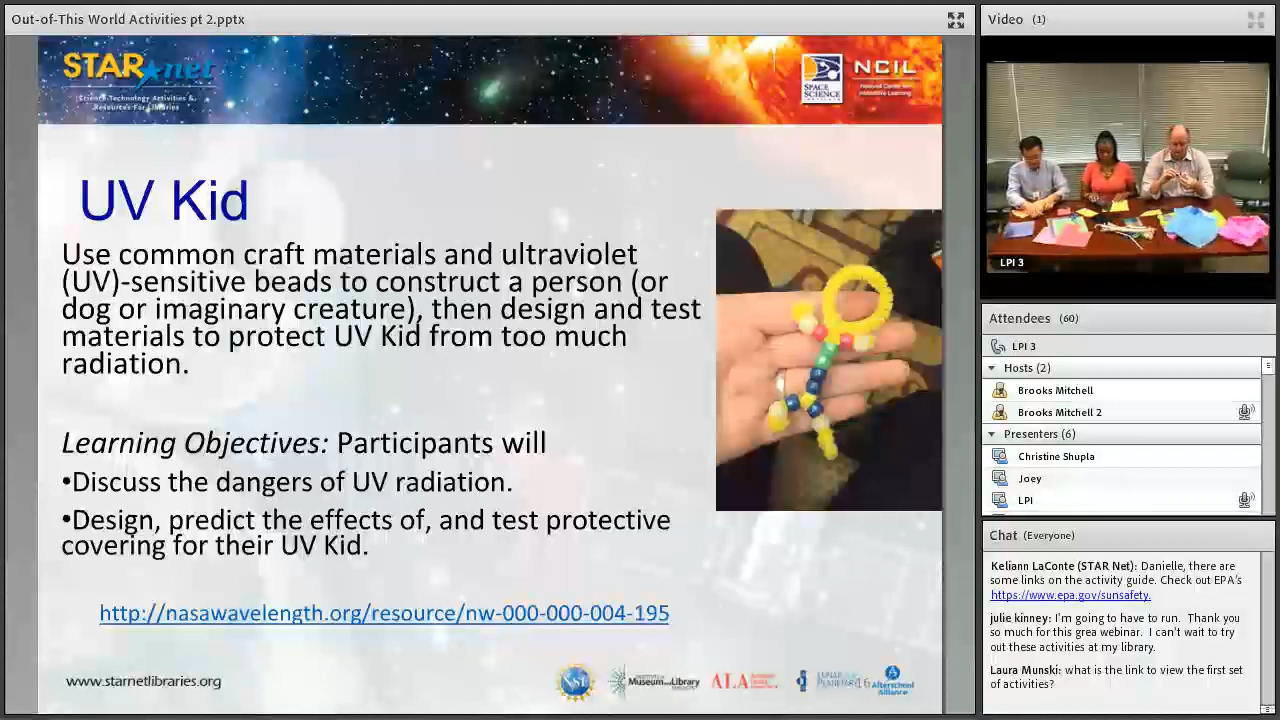 Out-of-This World Activities pt 2.pptx
STAR net
Science-Technology Activities &
Resources For Libraries
SPACE
SCIENCE
NCIL
National Center for
Interactive Learning
UV Kid
Use common craft materials and ultraviolet
(UV)-sensitive beads to construct a person (or
dog or imaginary creature), then design and test
materials to protect UV Kid from too much
radiation.
Learning Objectives: Participants will
•Discuss the dangers of UV radiation.
•Design, predict the effects of, and test protective
covering for their UV Kid.
http://nasawavelength.org/resource/nw-000-000-004-195
www.starnetlibraries.org
NSF
Museum and Library
ALA
LUNAR
PLANETARY
16
Afterschool
Alliance
Video (1)
LPI 3
Attendees (60)
LPI 3
Hosts (2)
Brooks Mitchell
Brooks Mitchell 2
Presenters (6)
Christine Shupla
Joey
LPI
Chat (Everyone)
Keliann LaConte (STAR Net): Danielle, there are
some links on the activity guide. Check out EPA's
https://www.epa.gov/sunsafety.
julie kinney: I'm going to have to run. Thank you
so much for this grea webinar. I can't wait to try
out these activities at my library.
Laura Munski: what is the link to view the first set
of activities?